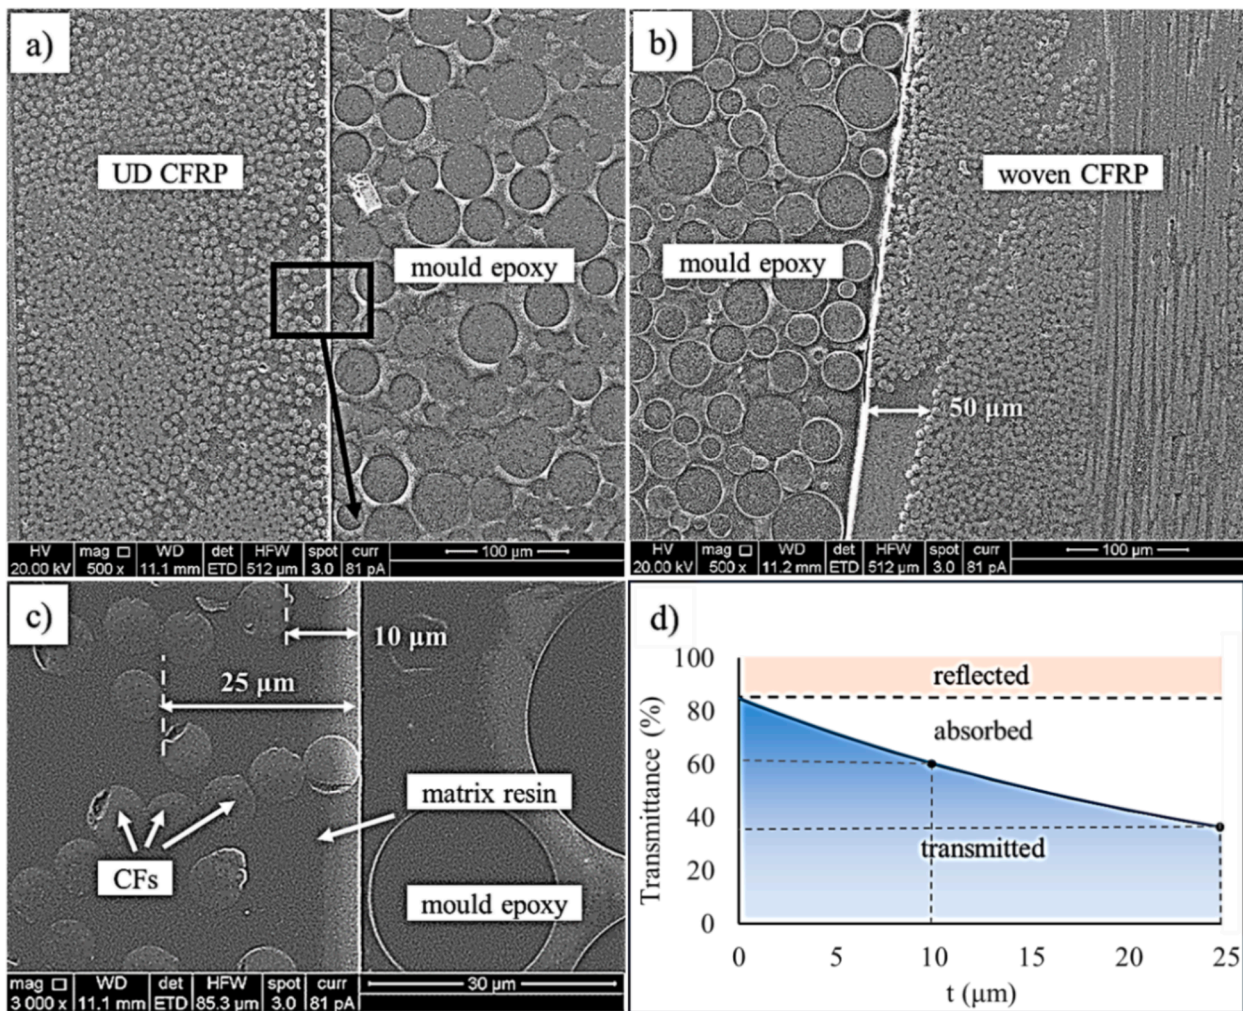 a)
UD CFRP
mould epoxy
HV mag □ WD det HFW spot curr
20.00 kV 500 x 11.1 mm ETD 512 µm 3.0 81 pA
100 µm
b)
mould epoxy
woven CFRP
50 µm
HV mag □ WD det HFW spot curr
20.00 kV 500 x 11.2 mm ETD 512 µm 3.0 81 pA
100 µm
c)
10 µm
25 µm
matrix resin
CFs
mould epoxy
mag □ WD det HFW spot curr
3 000 x 11.1 mm ETD 85.3 µm 3.0 81 pA
30 µm
d)
Transmittance (%)
100
80
60
40
20
0
reflected
absorbed
transmitted
0 5 10 15 20 25
t (µm)